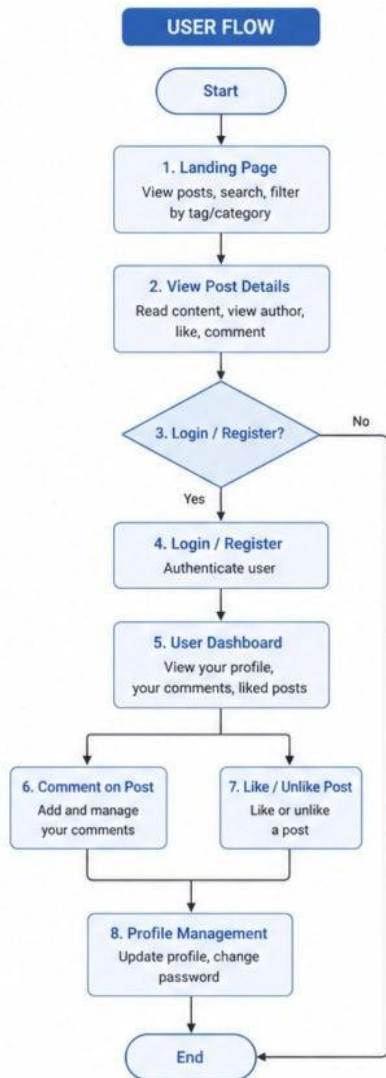 USER FLOW
Start
1. Landing Page
View posts, search, filter
by tag/category
2. View Post Details
Read content, view author,
like, comment
3. Login / Register?
No
Yes
4. Login / Register
Authenticate user
5. User Dashboard
View your profile,
your comments, liked posts
6. Comment on Post
Add and manage
your comments
7. Like / Unlike Post
Like or unlike
a post
8. Profile Management
Update profile, change
password
End